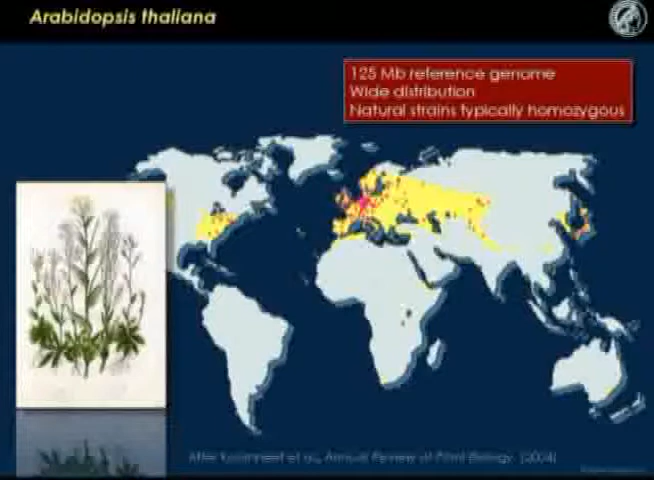 Arabidopsis thaliana
125 Mb reference genome
Wide distribution
Natural strains typically homozygous
After et al., Annual Review of Plant Biology (2004)